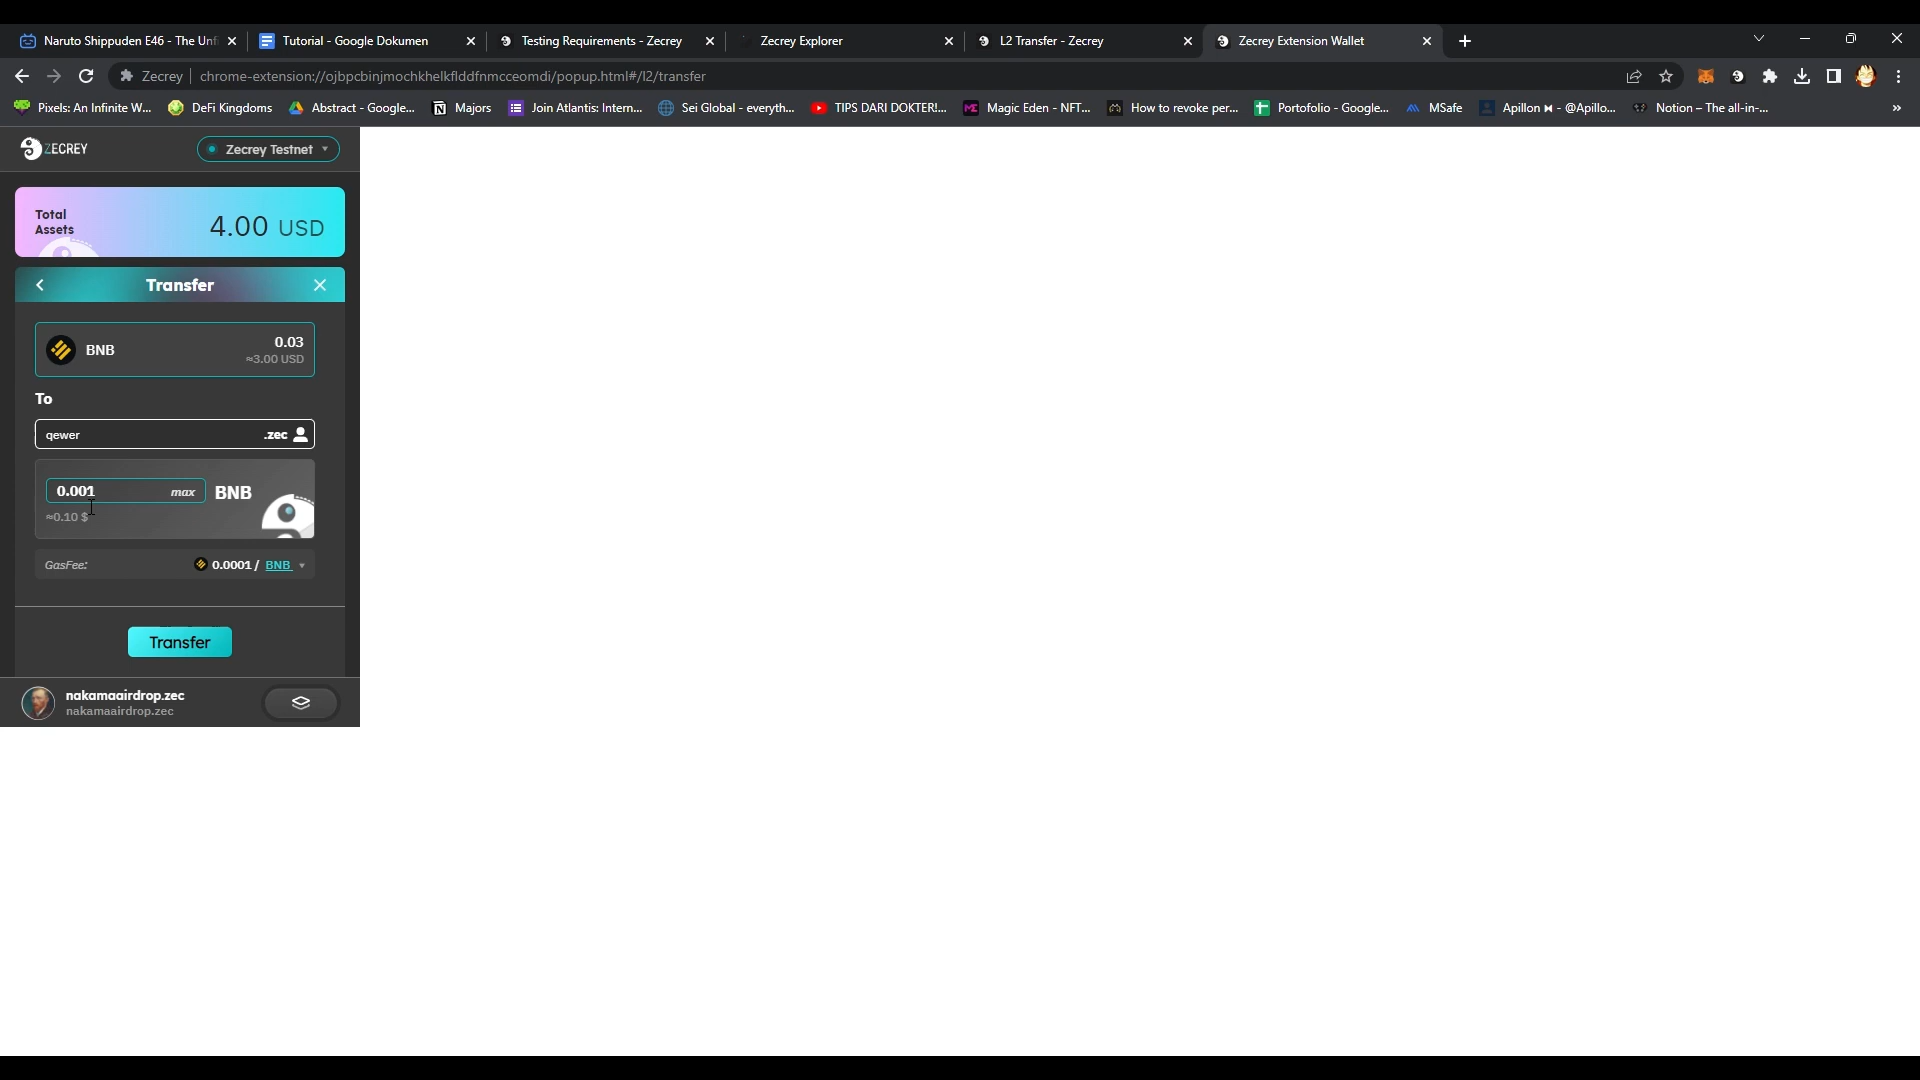 Naruto Shippuden E46 - The Unfi
Tutorial - Google Dokumen
Testing Requirements - Zecrey
Zecrey Explorer
L2 Transfer - Zecrey
Zecrey Extension Wallet
Zecrey
chrome-extension://ojbpcbinjmochkhelkflddfnmcceomdi/popup.html#/l2/transfer
Pixels: An Infinite W...
DeFi Kingdoms
Abstract - Google...
Majors
Join Atlantis: Intern...
Sei Global - everyth...
TIPS DARI DOKTER!...
Magic Eden - NFT...
How to revoke per...
Portofolio - Google...
MSafe
Apillon ⧓ - @Apillo...
Notion – The all-in-...
ZECREY
Zecrey Testnet
Total
Assets
4.00 USD
Transfer
BNB
0.03
≈3.00 USD
To
qewer
.zec
0.001
max
BNB
≈0.10 $
GasFee:
0.0001 / BNB
Transfer
nakamaairdrop.zec
nakamaairdrop.zec